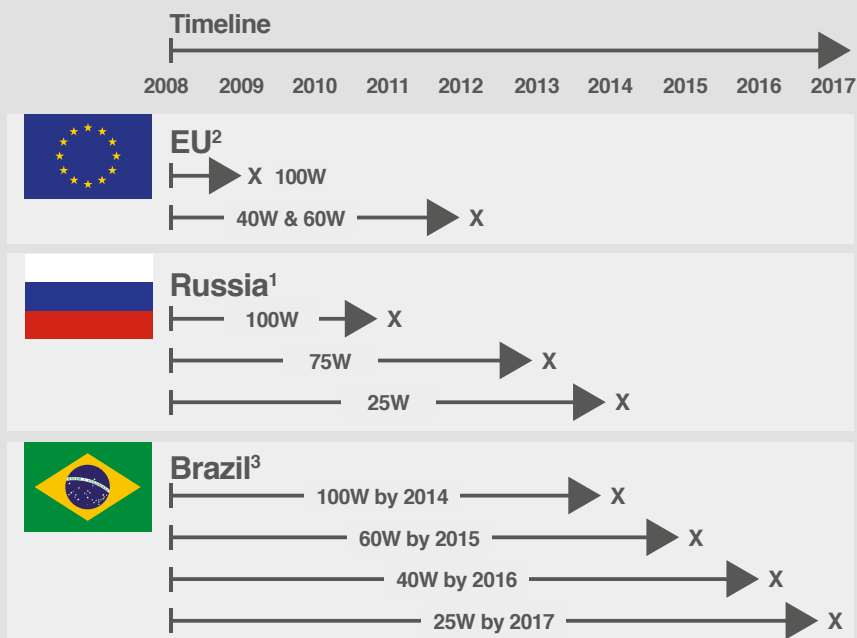 Timeline
2008 2009 2010 2011 2012 2013 2014 2015 2016 2017
EU²
X 100W
40W & 60W X
Russia¹
100W X
75W X
25W X
Brazil³
100W by 2014 X
60W by 2015 X
40W by 2016 X
25W by 2017 X